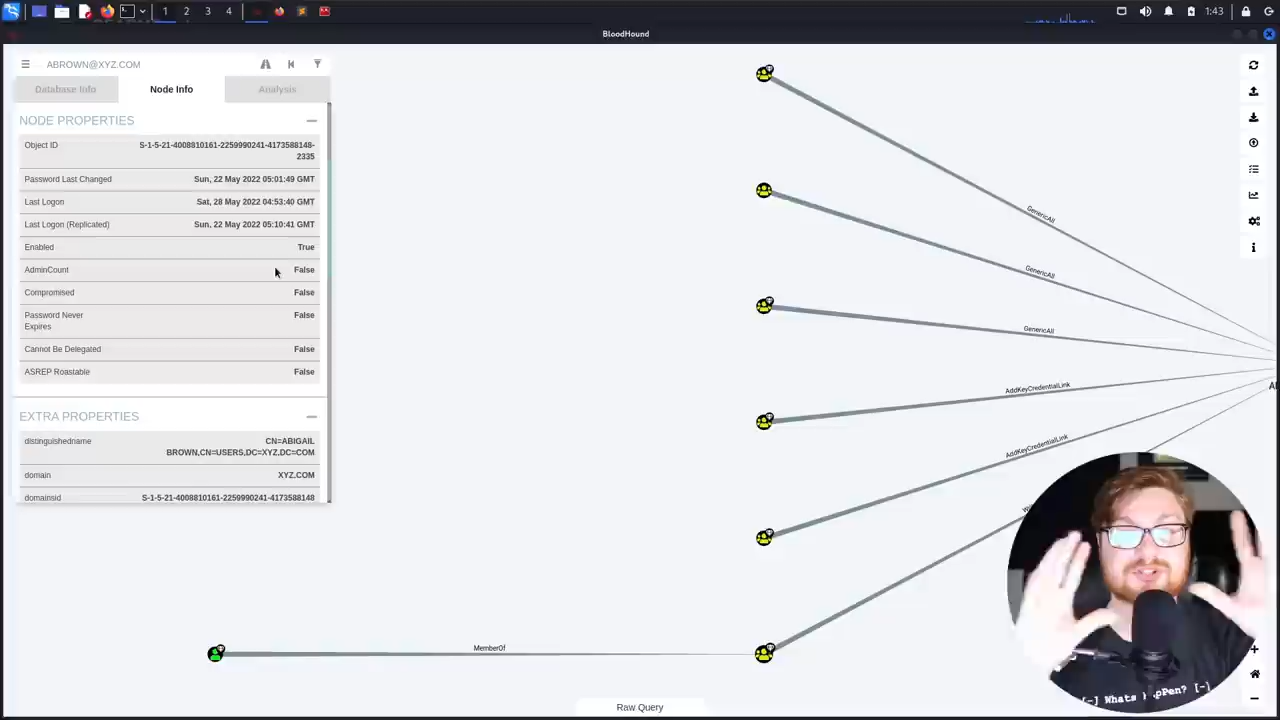 1 2 3 4
1:43
BloodHound
ABROWN@XYZ.COM
Database Info Node Info Analysis
NODE PROPERTIES
Object ID S-1-5-21-4008810161-2259990241-4173588148-
2335
Password Last Changed Sun, 22 May 2022 05:01:49 GMT
Last Logon Sat, 28 May 2022 04:53:40 GMT
Last Logon (Replicated) Sun, 22 May 2022 05:10:41 GMT
Enabled True
AdminCount False
Compromised False
Password Never False
Expires
Cannot Be Delegated False
ASREP Roastable False
EXTRA PROPERTIES
distinguishedname CN=ABIGAIL
BROWN,CN=USERS,DC=XYZ,DC=COM
domain XYZ.COM
domainsid S-1-5-21-4008810161-2259990241-4173588148
GenericAll
GenericAll
GenericAll
AddKeyCredentialLink
AddKeyCredentialLink
MemberOf
Raw Query
[-] Whats